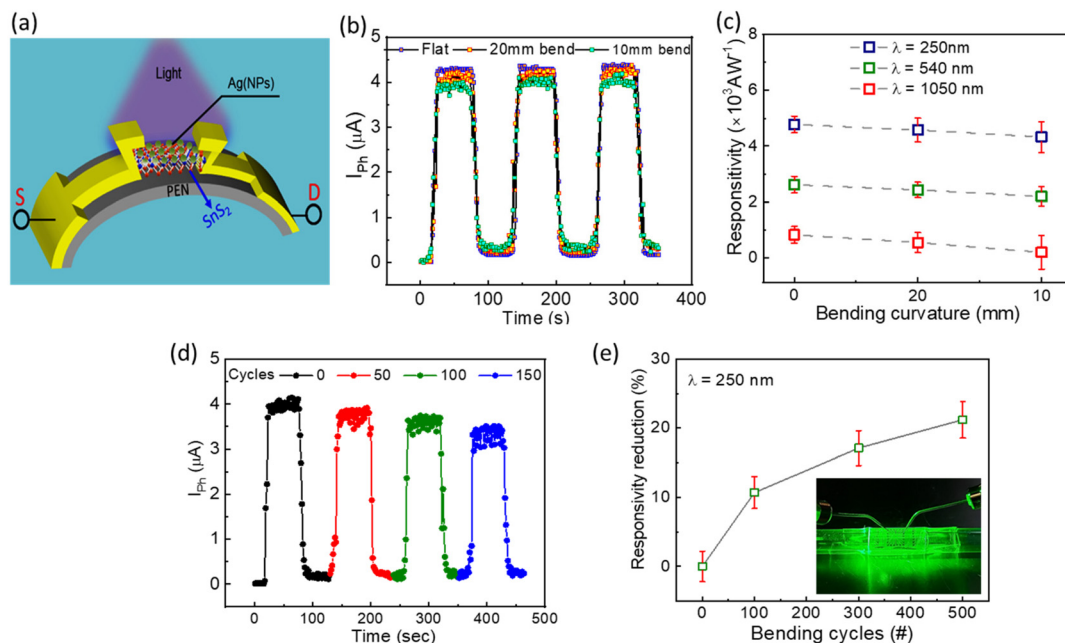 (a)
Light
Ag(NPs)
PEN
S
D
SnS₂
(b)
Flat 20mm bend 10mm bend
I_Ph (μA)
5
4
3
2
1
0
0 100 200 300 400
Time (s)
(c)
λ = 250nm
λ = 540 nm
λ = 1050 nm
Responsivity (×10³AW⁻¹)
8
6
4
2
0
0 20 10
Bending curvature (mm)
(d)
Cycles 0 50 100 150
I_Ph (μA)
5
4
3
2
1
0
0 100 200 300 400 500
Time (sec)
(e)
λ = 250 nm
Responsivity reduction (%)
30
20
10
0
0 100 300 500
Bending cycles (#)